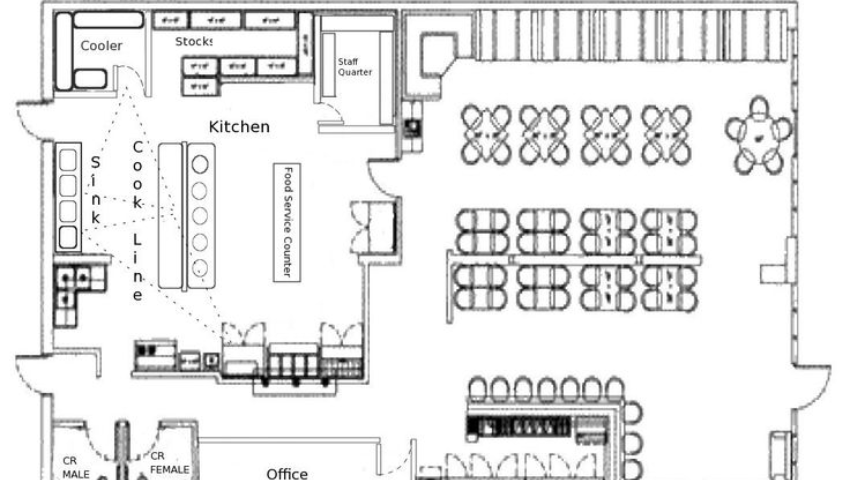 Cooler
Stocks
Staff
Quarter
Kitchen
Sink
Cook Line
Food Service Counter
CR
MALE
CR
FEMALE
Office